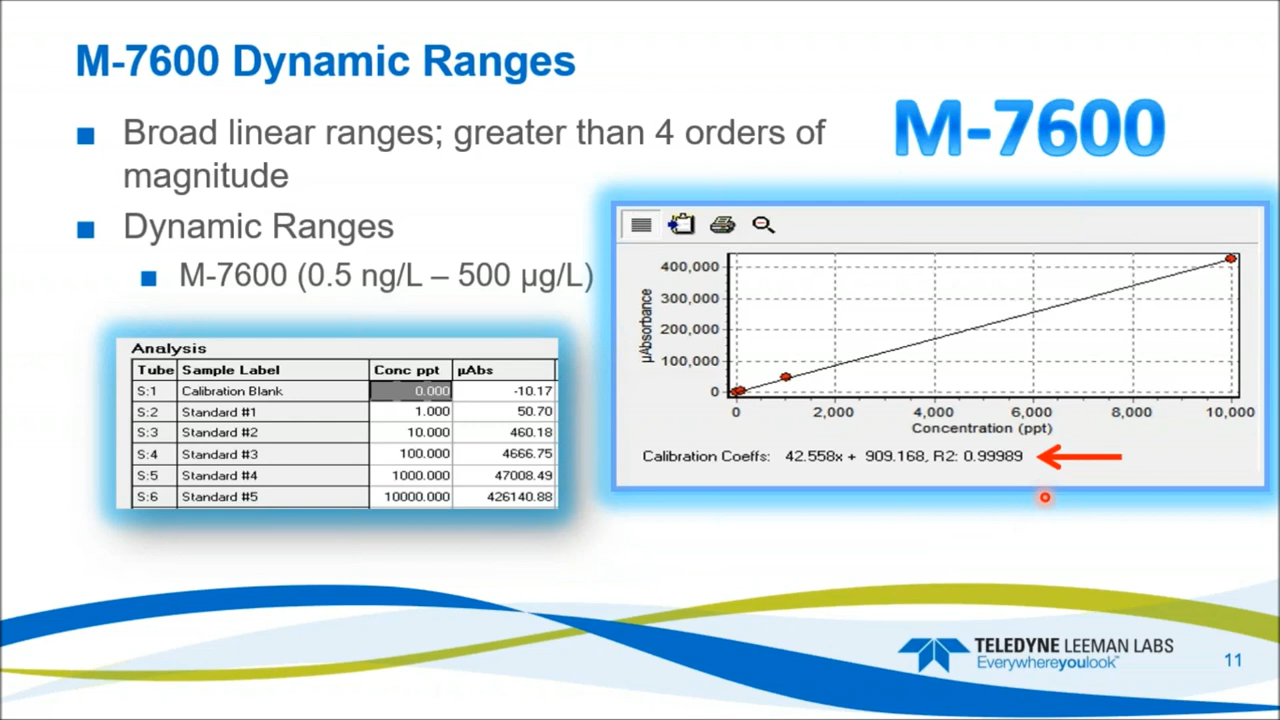 M-7600 Dynamic Ranges
Broad linear ranges; greater than 4 orders of
magnitude
Dynamic Ranges
M-7600 (0.5 ng/L – 500 µg/L)
M-7600
Analysis
Tube Sample Label Conc ppt µAbs
S:1 Calibration Blank 0.000 -10.17
S:2 Standard #1 1.000 50.70
S:3 Standard #2 10.000 460.18
S:4 Standard #3 100.000 4666.75
S:5 Standard #4 1000.000 47008.49
S:6 Standard #5 10000.000 426140.88
µAbsorbance
400,000
300,000
200,000
100,000
0
0 2,000 4,000 6,000 8,000 10,000
Concentration (ppt)
Calibration Coeffs: 42.558x + 909.168, R2: 0.99989
TELEDYNE LEEMAN LABS
Everywhereyoulook™
11